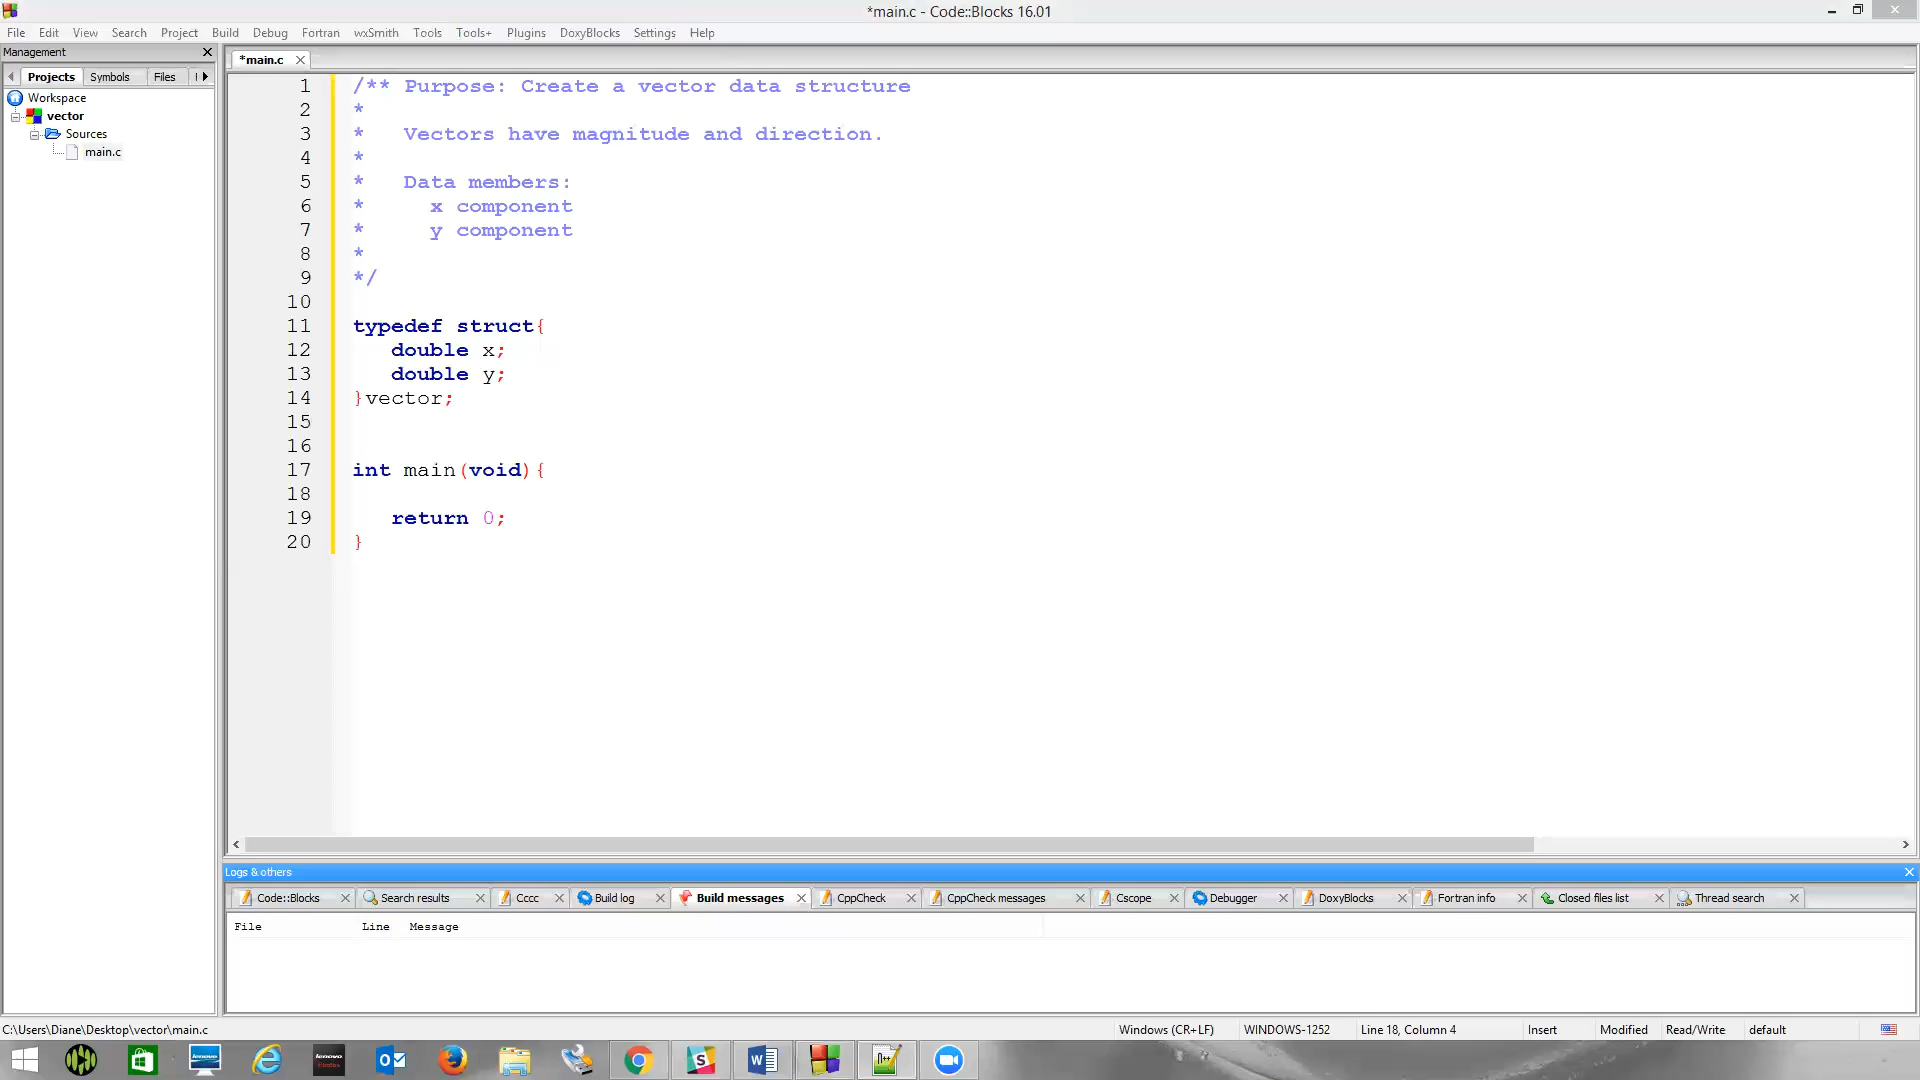 *main.c - Code::Blocks 16.01
File Edit View Search Project Build Debug Fortran wxSmith Tools Tools+ Plugins DoxyBlocks Settings Help
Management
Projects Symbols Files
Workspace
vector
Sources
main.c
*main.c
1 /** Purpose: Create a vector data structure
2 *
3 * Vectors have magnitude and direction.
4 *
5 * Data members:
6 * x component
7 * y component
8 *
9 */
10
11 typedef struct{
12 double x;
13 double y;
14 }vector;
15
16
17 int main(void){
18
19 return 0;
20 }
Logs & others
Code::Blocks Search results Cccc Build log Build messages CppCheck CppCheck messages Cscope Debugger DoxyBlocks Fortran info Closed files list Thread search
File Line Message
C:\Users\Diane\Desktop\vector\main.c Windows (CR+LF) WINDOWS-1252 Line 18, Column 4 Insert Modified Read/Write default